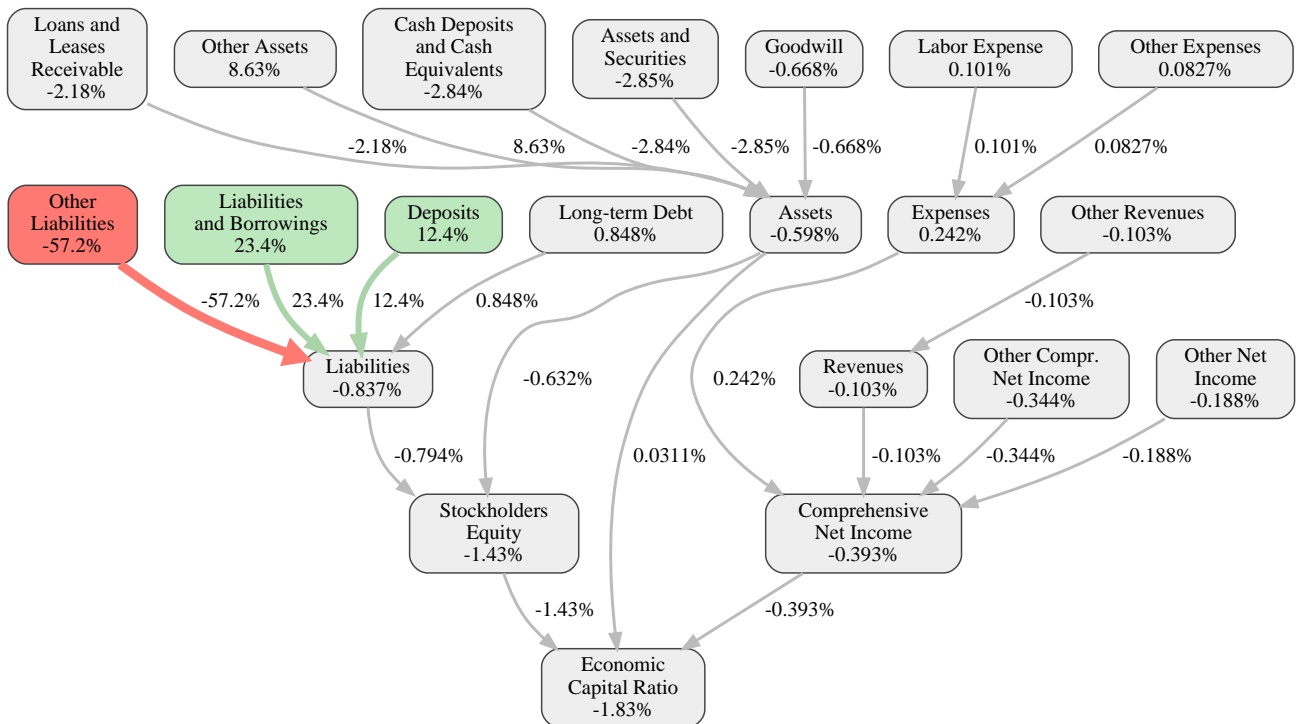 Loans and
Leases
Receivable
-2.18%
Other Assets
8.63%
Cash Deposits
and Cash
Equivalents
-2.84%
Assets and
Securities
-2.85%
Goodwill
-0.668%
Labor Expense
0.101%
Other Expenses
0.0827%
-2.18%
8.63%
-2.84%
-2.85%
-0.668%
0.101%
0.0827%
Other
Liabilities
-57.2%
Liabilities
and Borrowings
23.4%
Deposits
12.4%
Long-term Debt
0.848%
Assets
-0.598%
Expenses
0.242%
Other Revenues
-0.103%
-57.2%
23.4%
12.4%
0.848%
-0.103%
Liabilities
-0.837%
-0.632%
0.242%
Revenues
-0.103%
Other Compr.
Net Income
-0.344%
Other Net
Income
-0.188%
-0.794%
0.0311%
-0.103%
-0.344%
-0.188%
Stockholders
Equity
-1.43%
Comprehensive
Net Income
-0.393%
-1.43%
-0.393%
Economic
Capital Ratio
-1.83%